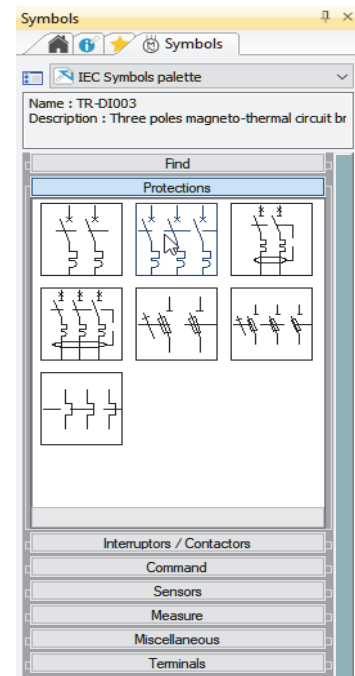 Symbols
Symbols
IEC Symbols palette
Name : TR-DI003
Description : Three poles magneto-thermal circuit br
Find
Protections
Interruptors / Contactors
Command
Sensors
Measure
Miscellaneous
Terminals